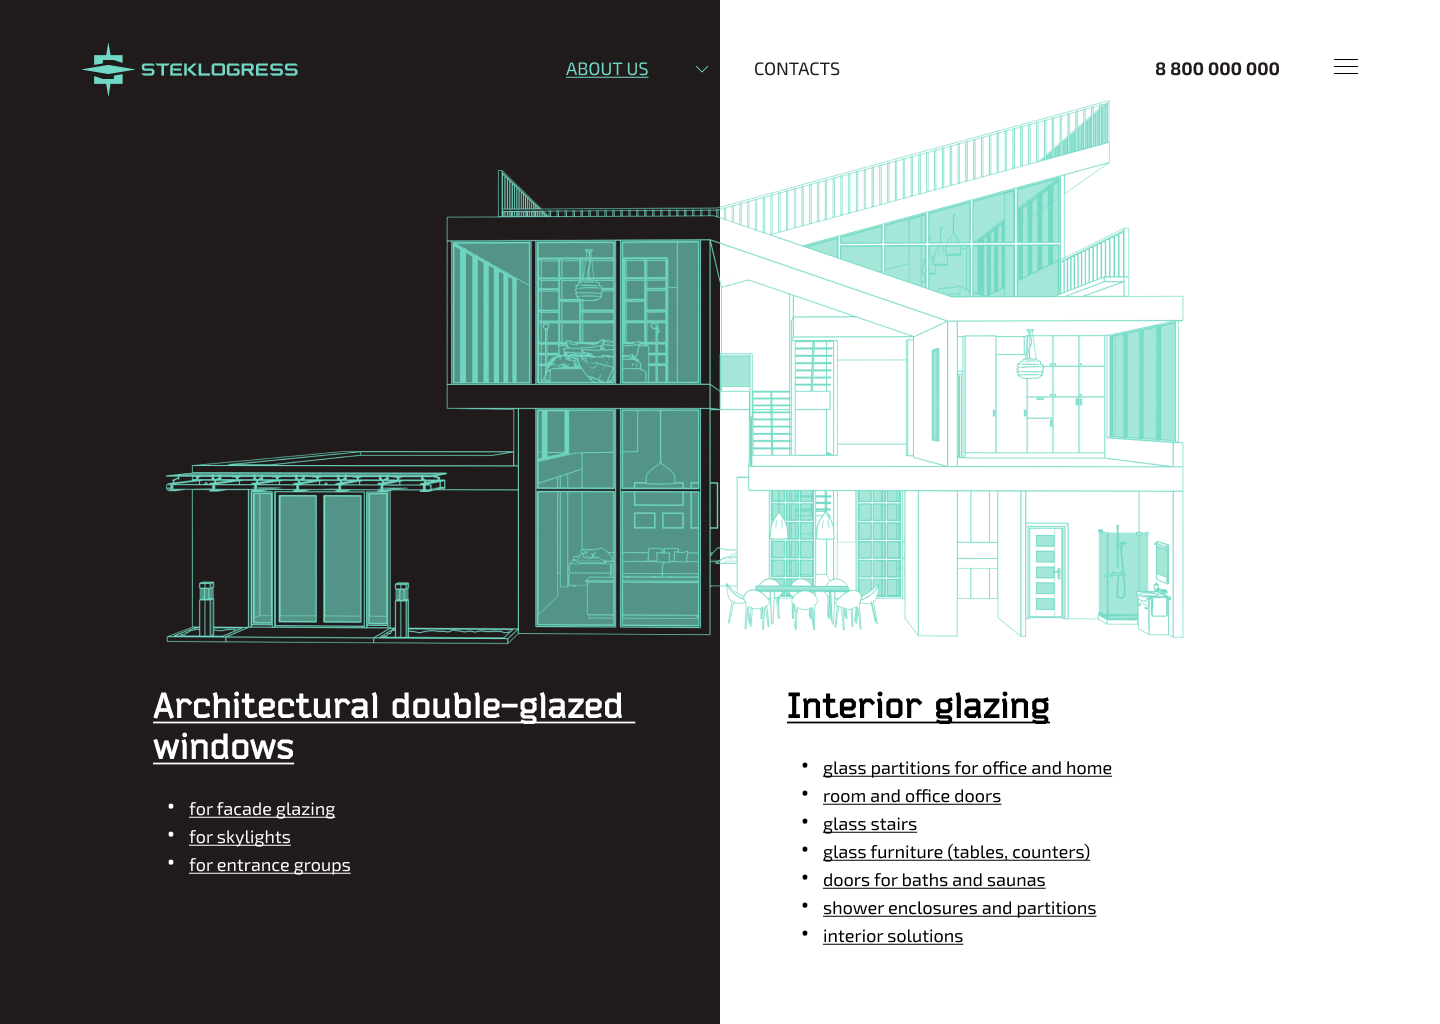 STEKLOGRESS
ABOUT US
CONTACTS
8 800 000 000
Architectural double-glazed
windows
• for facade glazing
• for skylights
• for entrance groups
Interior glazing
• glass partitions for office and home
• room and office doors
• glass stairs
• glass furniture (tables, counters)
• doors for baths and saunas
• shower enclosures and partitions
• interior solutions